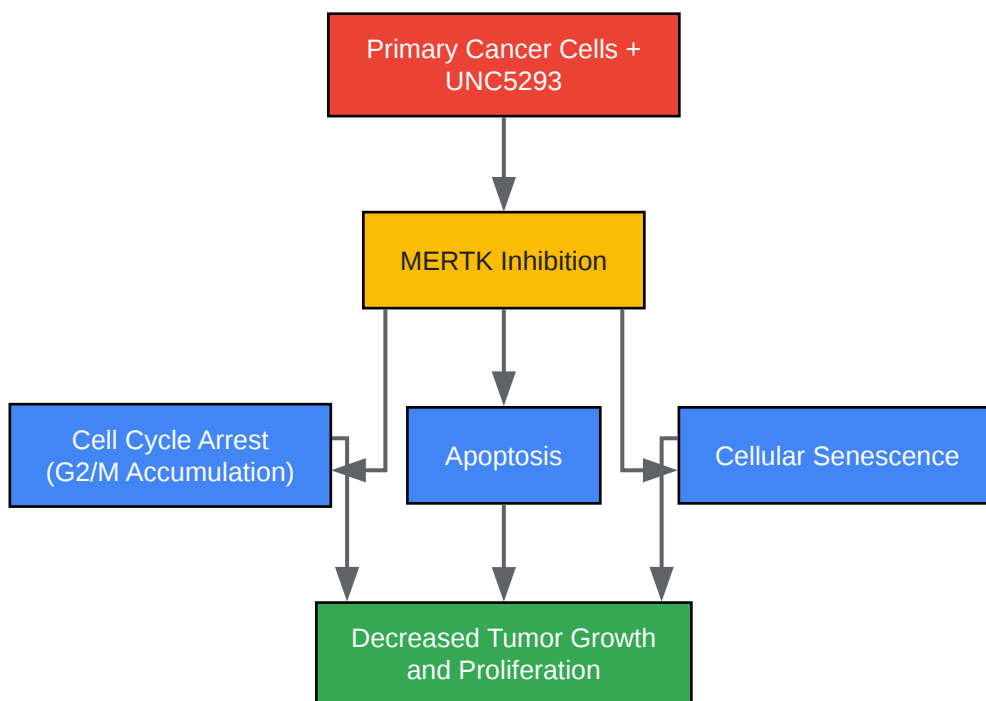 Primary Cancer Cells +
UNC5293
MERTK Inhibition
Cell Cycle Arrest
(G2/M Accumulation)
Apoptosis
Cellular Senescence
Decreased Tumor Growth
and Proliferation